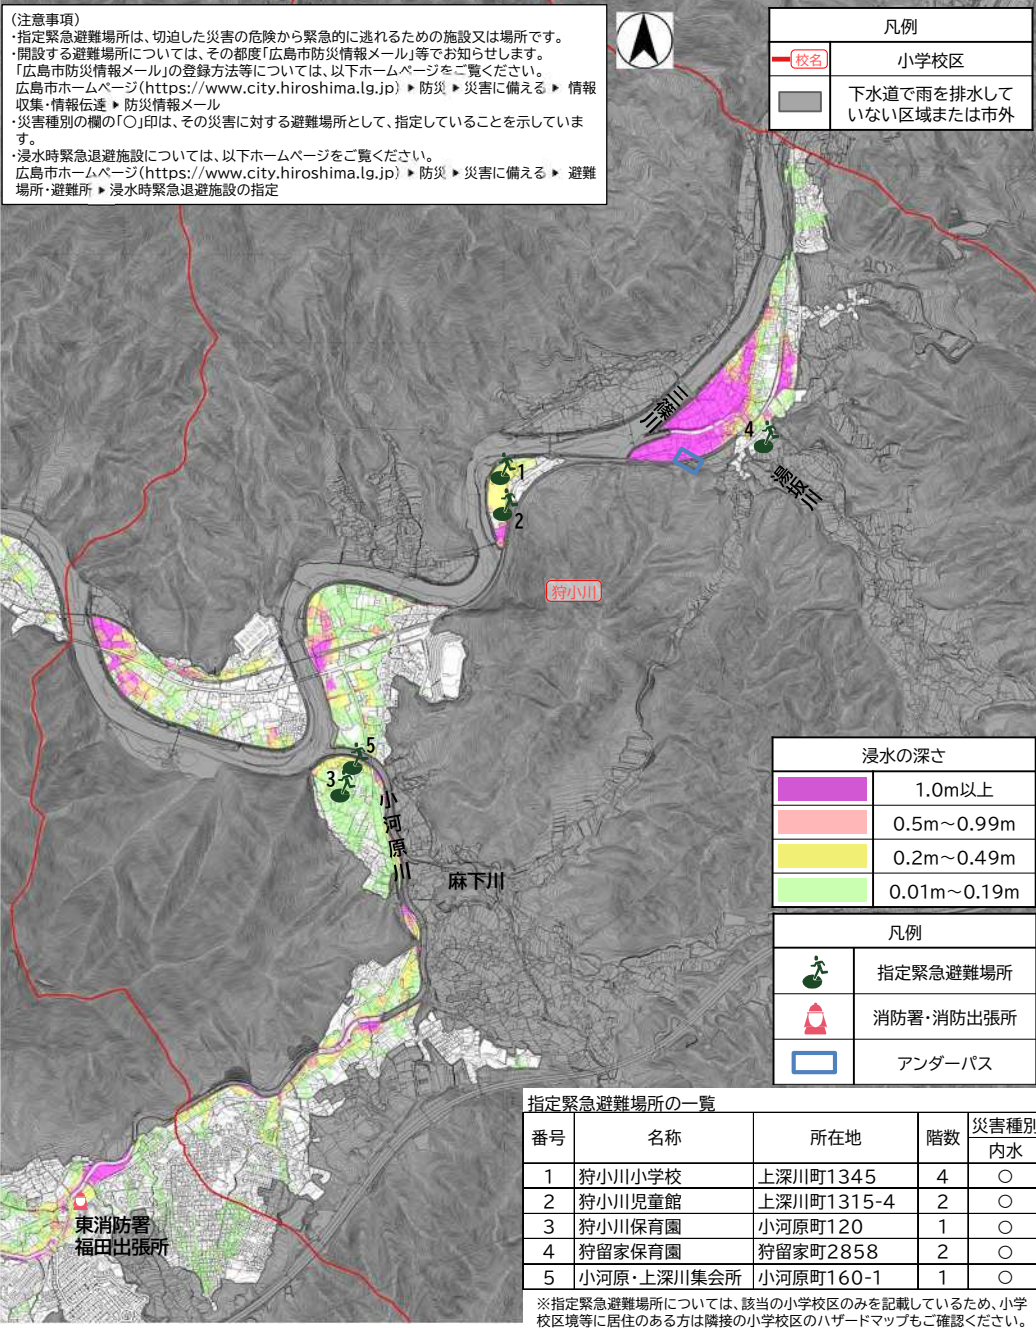 (注意事項)
・指定緊急避難場所は、切迫した災害の危険から緊急的に逃れるための施設又は場所です。
・開設する避難場所については、その都度「広島市防災情報メール」等でお知らせします。
「広島市防災情報メール」の登録方法等については、以下ホームページをご覧ください。
広島市ホームページ(https://www.city.hiroshima.lg.jp)▶防災▶災害に備える▶ 情報
収集・情報伝達▶防災情報メール
・災害種別の欄の「〇」印は、その災害に対する避難場所として、指定していることを示していま
す。
・浸水時緊急退避施設については、以下ホームページをご覧ください。
広島市ホームページ(https://www.city.hiroshima.lg.jp)▶防災▶災害に備える▶ 避難
場所・避難所▶浸水時緊急退避施設の指定
凡例
校名 小学校区
下水道で雨を排水して
いない区域または市外
三篠川
4
湯坂川
1
2
狩小川
5
3
小河原川
麻下川
浸水の深さ
1.0m以上
0.5m～0.99m
0.2m～0.49m
0.01m～0.19m
凡例
指定緊急避難場所
消防署・消防出張所
アンダーパス
東消防署
福田出張所
指定緊急避難場所の一覧
番号 名称 所在地 階数 災害種別
内水
1 狩小川小学校 上深川町1345 4 〇
2 狩小川児童館 上深川町1315-4 2 〇
3 狩小川保育園 小河原町120 1 〇
4 狩留家保育園 狩留家町2858 2 〇
5 小河原・上深川集会所 小河原町160-1 1 〇
※指定緊急避難場所については、該当の小学校区のみを記載しているため、小学
校区境等に居住のある方は隣接の小学校区のハザードマップもご確認ください。